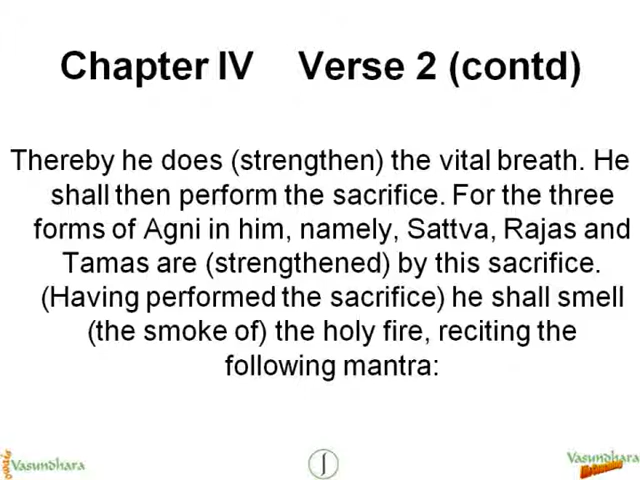 Chapter IV Verse 2 (contd)
Thereby he does (strengthen) the vital breath. He
shall then perform the sacrifice. For the three
forms of Agni in him, namely, Sattva, Rajas and
Tamas are (strengthened) by this sacrifice.
(Having performed the sacrifice) he shall smell
(the smoke of) the holy fire, reciting the
following mantra:
Vasundhara
Vasundhara